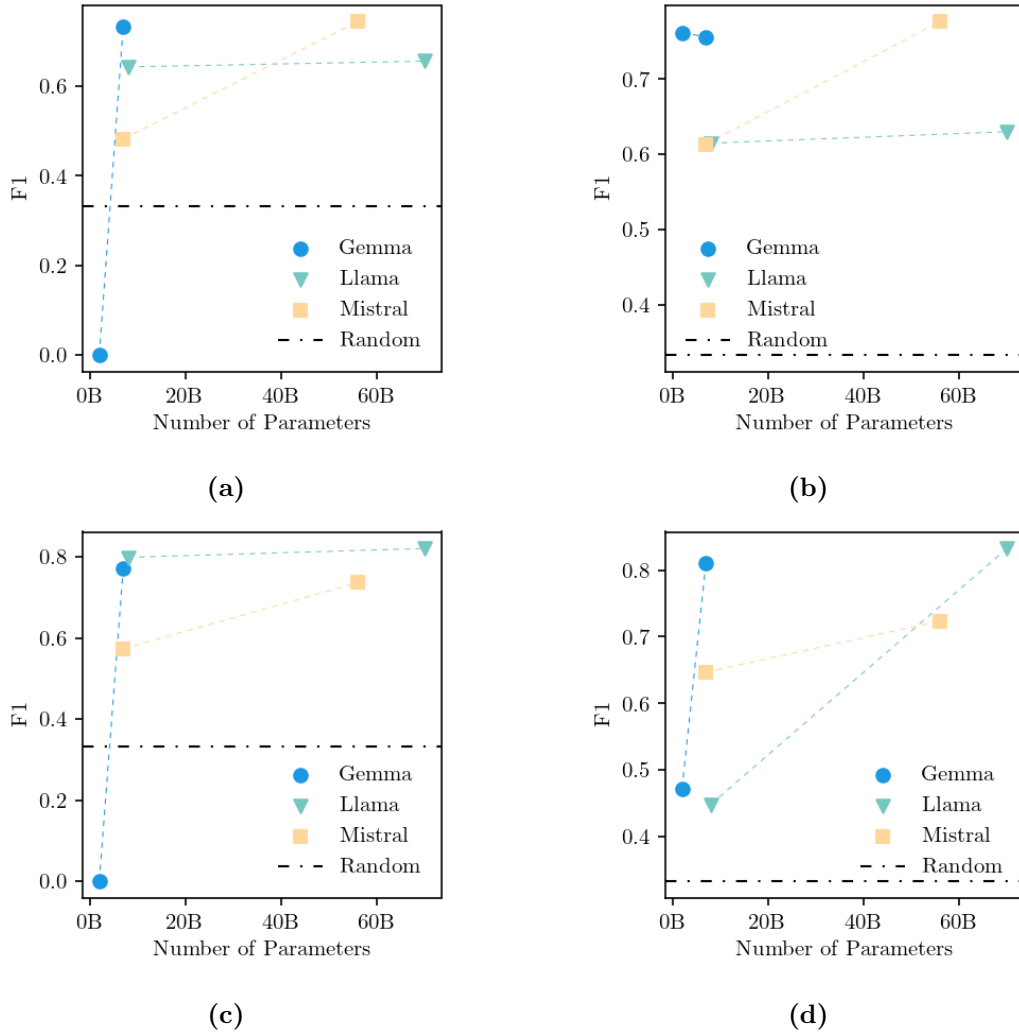 F1
0.6
0.4
0.2
0.0
Gemma
Llama
Mistral
Random
0B
20B
40B
60B
Number of Parameters
(a)
F1
0.7
0.6
0.5
0.4
Gemma
Llama
Mistral
Random
0B
20B
40B
60B
Number of Parameters
(b)
F1
0.8
0.6
0.4
0.2
0.0
Gemma
Llama
Mistral
Random
0B
20B
40B
60B
Number of Parameters
(c)
F1
0.8
0.7
0.6
0.5
0.4
Gemma
Llama
Mistral
Random
0B
20B
40B
60B
Number of Parameters
(d)